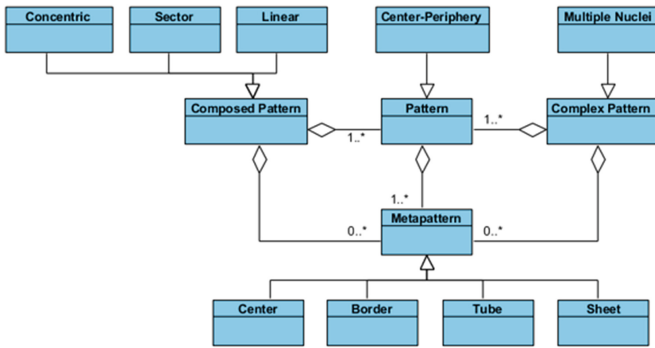 Concentric
Sector
Linear
Center-Periphery
Multiple Nuclei
Composed Pattern
Pattern
Complex Pattern
1..*
1..*
1..*
Metapattern
0..*
0..*
Center
Border
Tube
Sheet